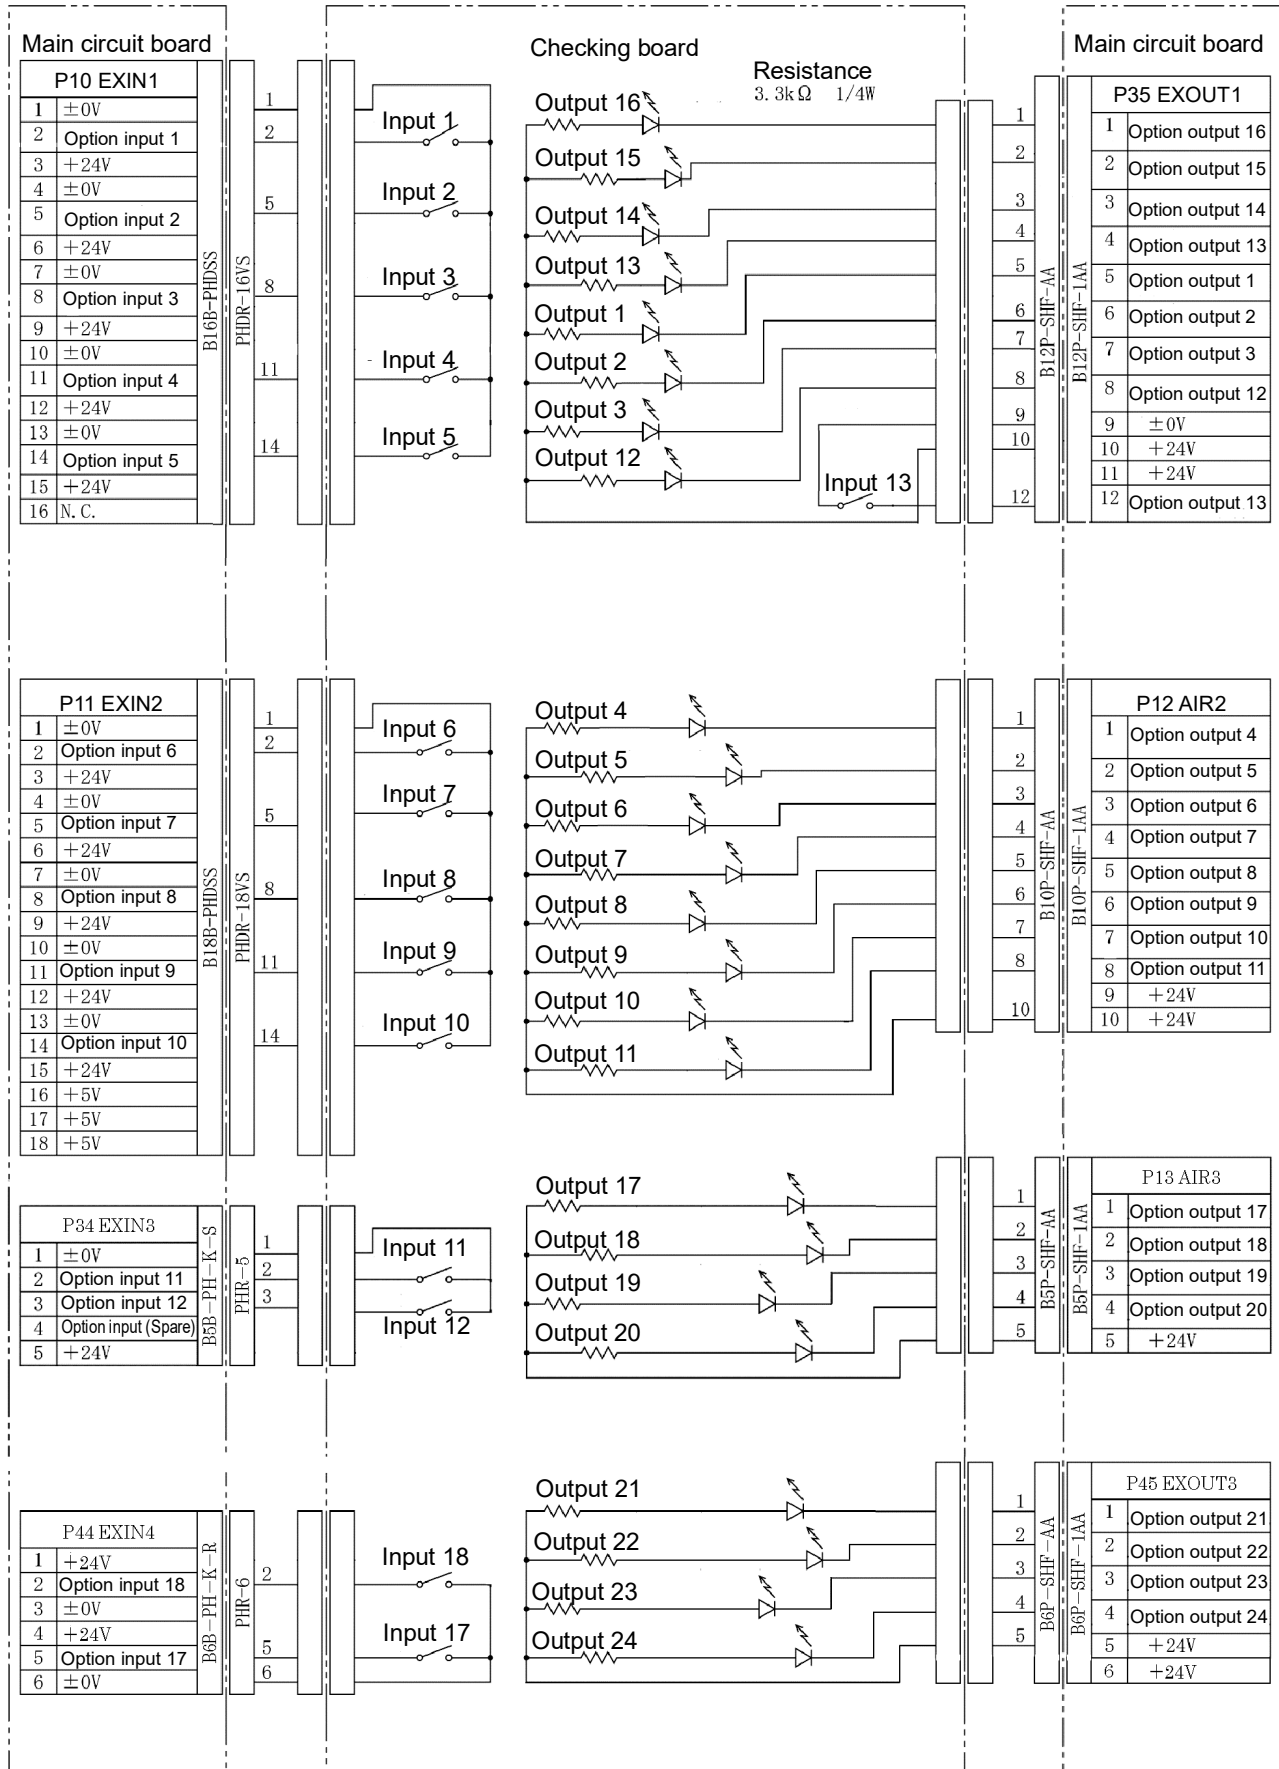 Main circuit board
Checking board
Main circuit board
Resistance
3.3kΩ 1/4W
P10 EXIN1
1 ±0V
2 Option input 1
3 +24V
4 ±0V
5 Option input 2
6 +24V
7 ±0V
8 Option input 3
9 +24V
10 ±0V
11 Option input 4
12 +24V
13 ±0V
14 Option input 5
15 +24V
16 N.C.
B16B-PHDSS
PHDR-16VS
1
2
5
8
11
14
Input 1
Input 2
Input 3
Input 4
Input 5
Output 16
Output 15
Output 14
Output 13
Output 1
Output 2
Output 3
Output 12
Input 13
1
2
3
4
5
6
7
8
9
10
12
B12P-SHF-AA
B12P-SHF-1AA
P35 EXOUT1
1 Option output 16
2 Option output 15
3 Option output 14
4 Option output 13
5 Option output 1
6 Option output 2
7 Option output 3
8 Option output 12
9 ±0V
10 +24V
11 +24V
12 Option output 13
P11 EXIN2
1 ±0V
2 Option input 6
3 +24V
4 ±0V
5 Option input 7
6 +24V
7 ±0V
8 Option input 8
9 +24V
10 ±0V
11 Option input 9
12 +24V
13 ±0V
14 Option input 10
15 +24V
16 +5V
17 +5V
18 +5V
B18B-PHDSS
PHDR-18VS
1
2
5
8
11
14
Input 6
Input 7
Input 8
Input 9
Input 10
Output 4
Output 5
Output 6
Output 7
Output 8
Output 9
Output 10
Output 11
1
2
3
4
5
6
7
8
10
B10P-SHF-AA
B10P-SHF-1AA
P12 AIR2
1 Option output 4
2 Option output 5
3 Option output 6
4 Option output 7
5 Option output 8
6 Option output 9
7 Option output 10
8 Option output 11
9 +24V
10 +24V
P34 EXIN3
1 ±0V
2 Option input 11
3 Option input 12
4 Option input (Spare)
5 +24V
B5B-PH-K-S
PHR-5
1
2
3
Input 11
Input 12
Output 17
Output 18
Output 19
Output 20
1
2
3
4
5
B5P-SHF-AA
B5P-SHF-1AA
P13 AIR3
1 Option output 17
2 Option output 18
3 Option output 19
4 Option output 20
5 +24V
P44 EXIN4
1 +24V
2 Option input 18
3 ±0V
4 +24V
5 Option input 17
6 ±0V
B6B-PH-K-R
PHR-6
2
5
6
Input 18
Input 17
Output 21
Output 22
Output 23
Output 24
1
2
3
4
5
B6P-SHF-AA
B6P-SHF-1AA
P45 EXOUT3
1 Option output 21
2 Option output 22
3 Option output 23
4 Option output 24
5 +24V
6 +24V